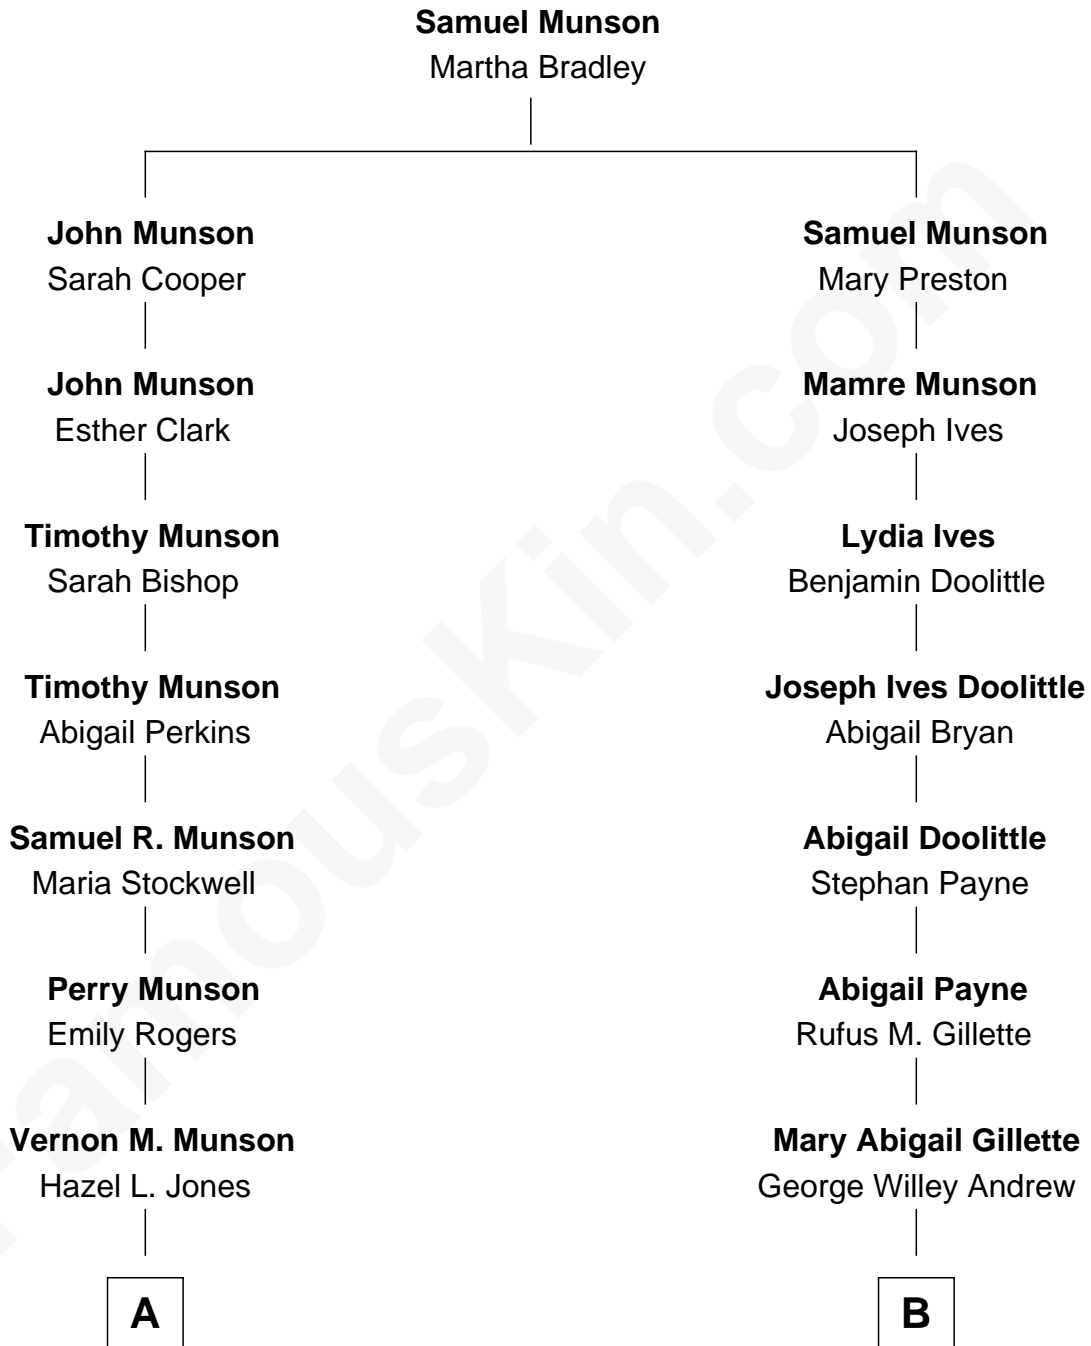 Samuel Munson
Martha Bradley
John Munson
Sarah Cooper
John Munson
Esther Clark
Timothy Munson
Sarah Bishop
Timothy Munson
Abigail Perkins
Samuel R. Munson
Maria Stockwell
Perry Munson
Emily Rogers
Vernon M. Munson
Hazel L. Jones
A
Samuel Munson
Mary Preston
Mamre Munson
Joseph Ives
Lydia Ives
Benjamin Doolittle
Joseph Ives Doolittle
Abigail Bryan
Abigail Doolittle
Stephan Payne
Abigail Payne
Rufus M. Gillette
Mary Abigail Gillette
George Willey Andrew
B
FamousKin.com